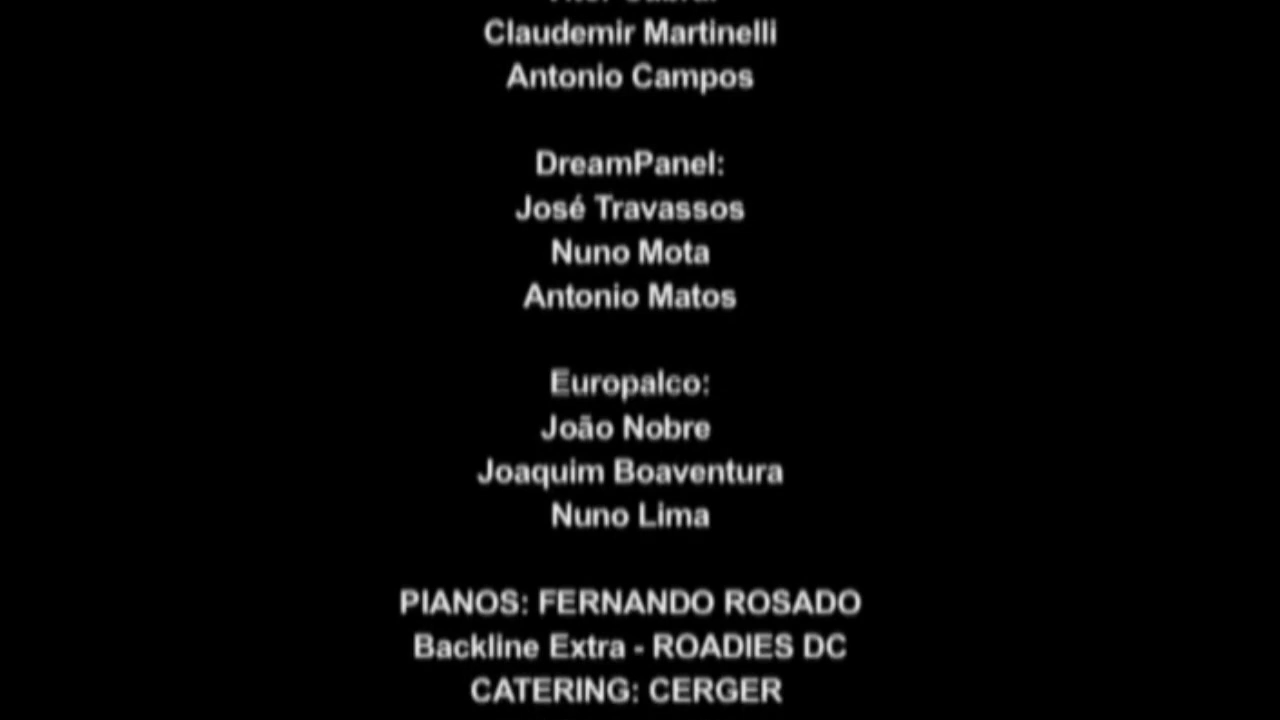 Claudemir Martinelli
Antonio Campos
DreamPanel:
José Travassos
Nuno Mota
Antonio Matos
Europalco:
João Nobre
Joaquim Boaventura
Nuno Lima
PIANOS: FERNANDO ROSADO
Backline Extra - ROADIES DC
CATERING: CERGER